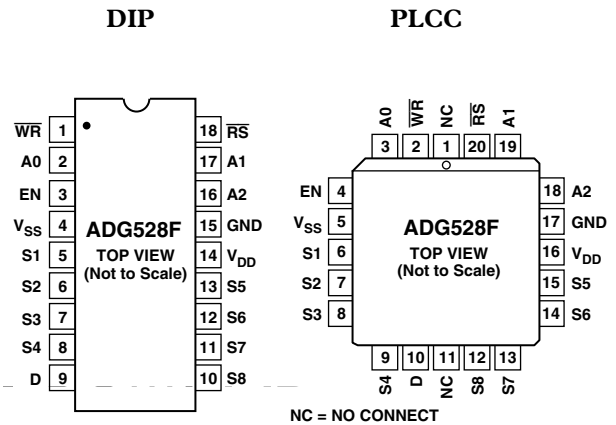 DIP
PLCC
WR 1 18 RS
A0 2 17 A1
EN 3 16 A2
VSS 4 15 GND
S1 5 14 VDD
S2 6 13 S5
S3 7 12 S6
S4 8 11 S7
D 9 10 S8
ADG528F
TOP VIEW
(Not to Scale)
A0 WR NC RS A1
3 2 1 20 19
EN 4 18 A2
VSS 5 17 GND
S1 6 16 VDD
S2 7 15 S5
S3 8 14 S6
ADG528F
TOP VIEW
(Not to Scale)
9 10 11 12 13
S4 D NC S8 S7
NC = NO CONNECT